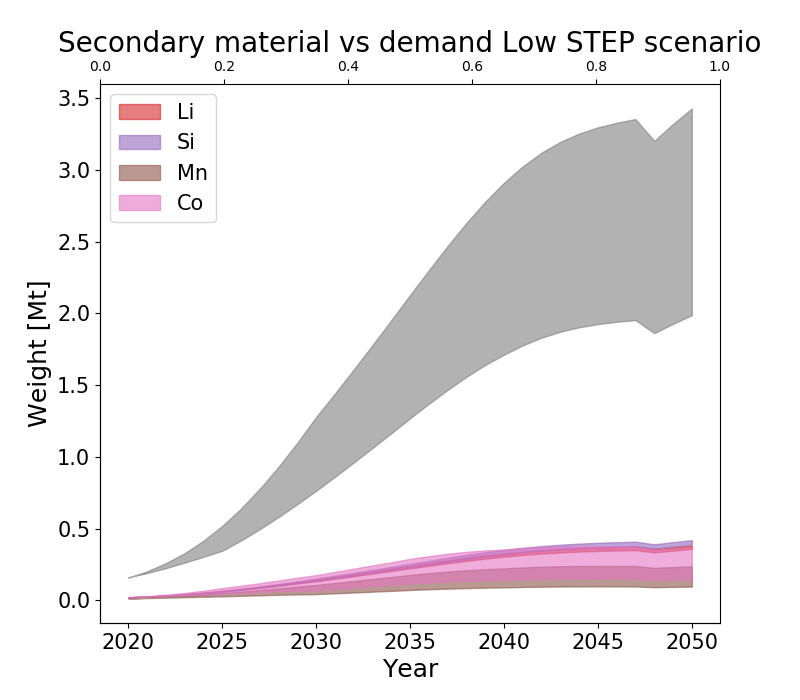 Secondary material vs demand Low STEP scenario
0.0 0.2 0.4 0.6 0.8 1.0
3.5
3.0
2.5
2.0
1.5
1.0
0.5
0.0
Weight [Mt]
Li
Si
Mn
Co
2020 2025 2030 2035 2040 2045 2050
Year